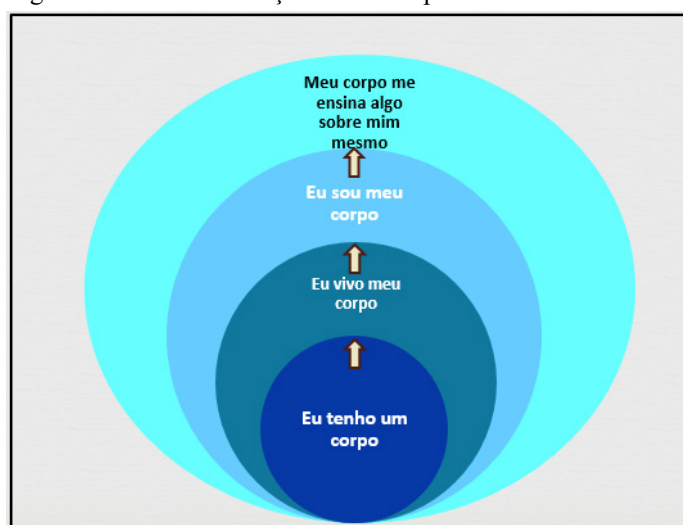 Meu corpo me
ensina algo
sobre mim
mesmo
Eu sou meu
corpo
Eu vivo meu
corpo
Eu tenho um
corpo